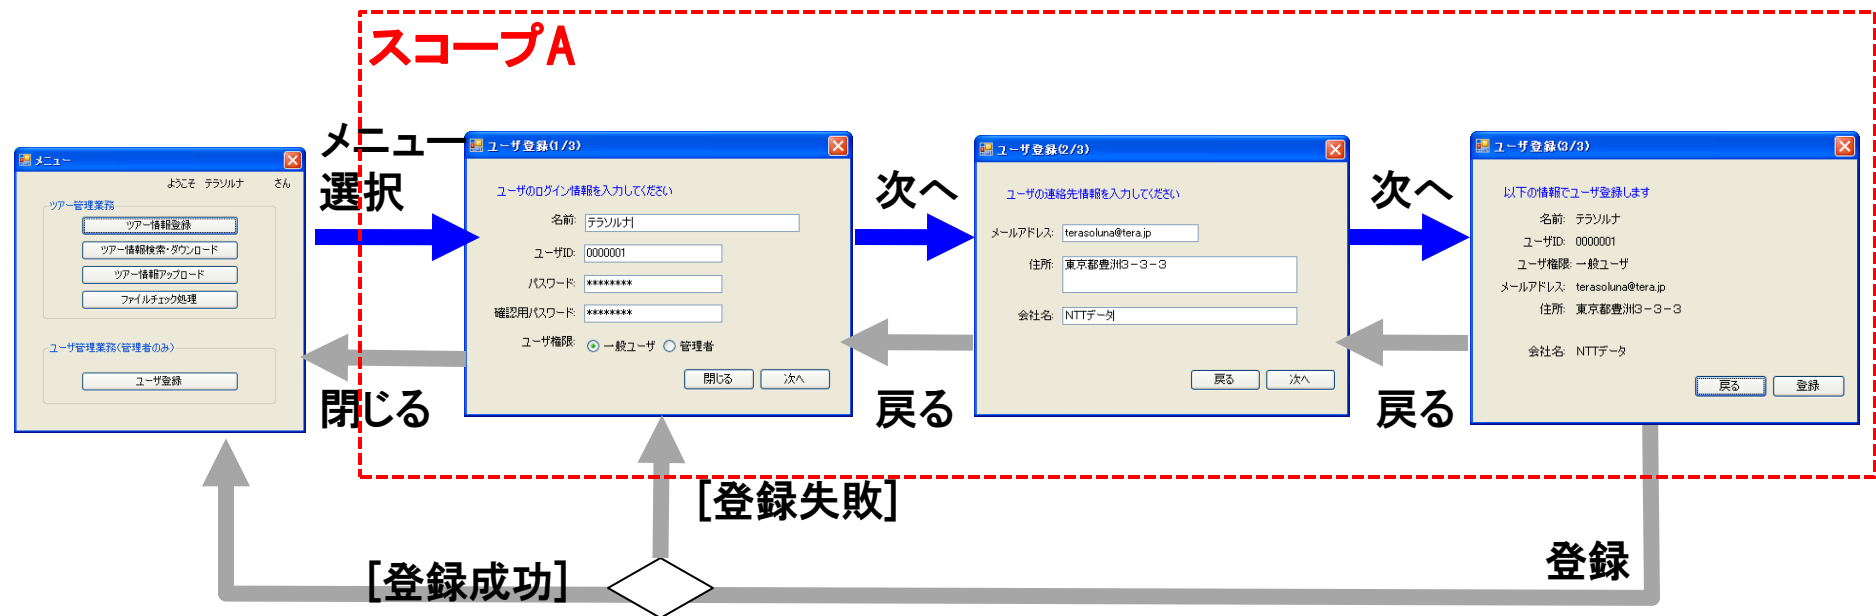 スコープA
メニュー
ようこそ テラソルナ さん
ツアー管理業務
ツアー情報登録
ツアー情報検索・ダウンロード
ツアー情報アップロード
ファイルチェック処理
ユーザ管理業務(管理者のみ)
ユーザ登録
メニュー
選択
閉じる
ユーザ登録(1/3)
ユーザのログイン情報を入力してください
名前: テラソルナ
ユーザID: 0000001
パスワード: ********
確認用パスワード: ********
ユーザ権限: 一般ユーザ 管理者
閉じる 次へ
次へ
戻る
ユーザ登録(2/3)
ユーザの連絡先情報を入力してください
メールアドレス: terasoluna@tera.jp
住所: 東京都豊洲3-3-3
会社名: NTTデータ
戻る 次へ
次へ
戻る
ユーザ登録(3/3)
以下の情報でユーザ登録します
名前: テラソルナ
ユーザID: 0000001
ユーザ権限: 一般ユーザ
メールアドレス: terasoluna@tera.jp
住所: 東京都豊洲3-3-3
会社名: NTTデータ
戻る 登録
[登録失敗]
[登録成功]
登録